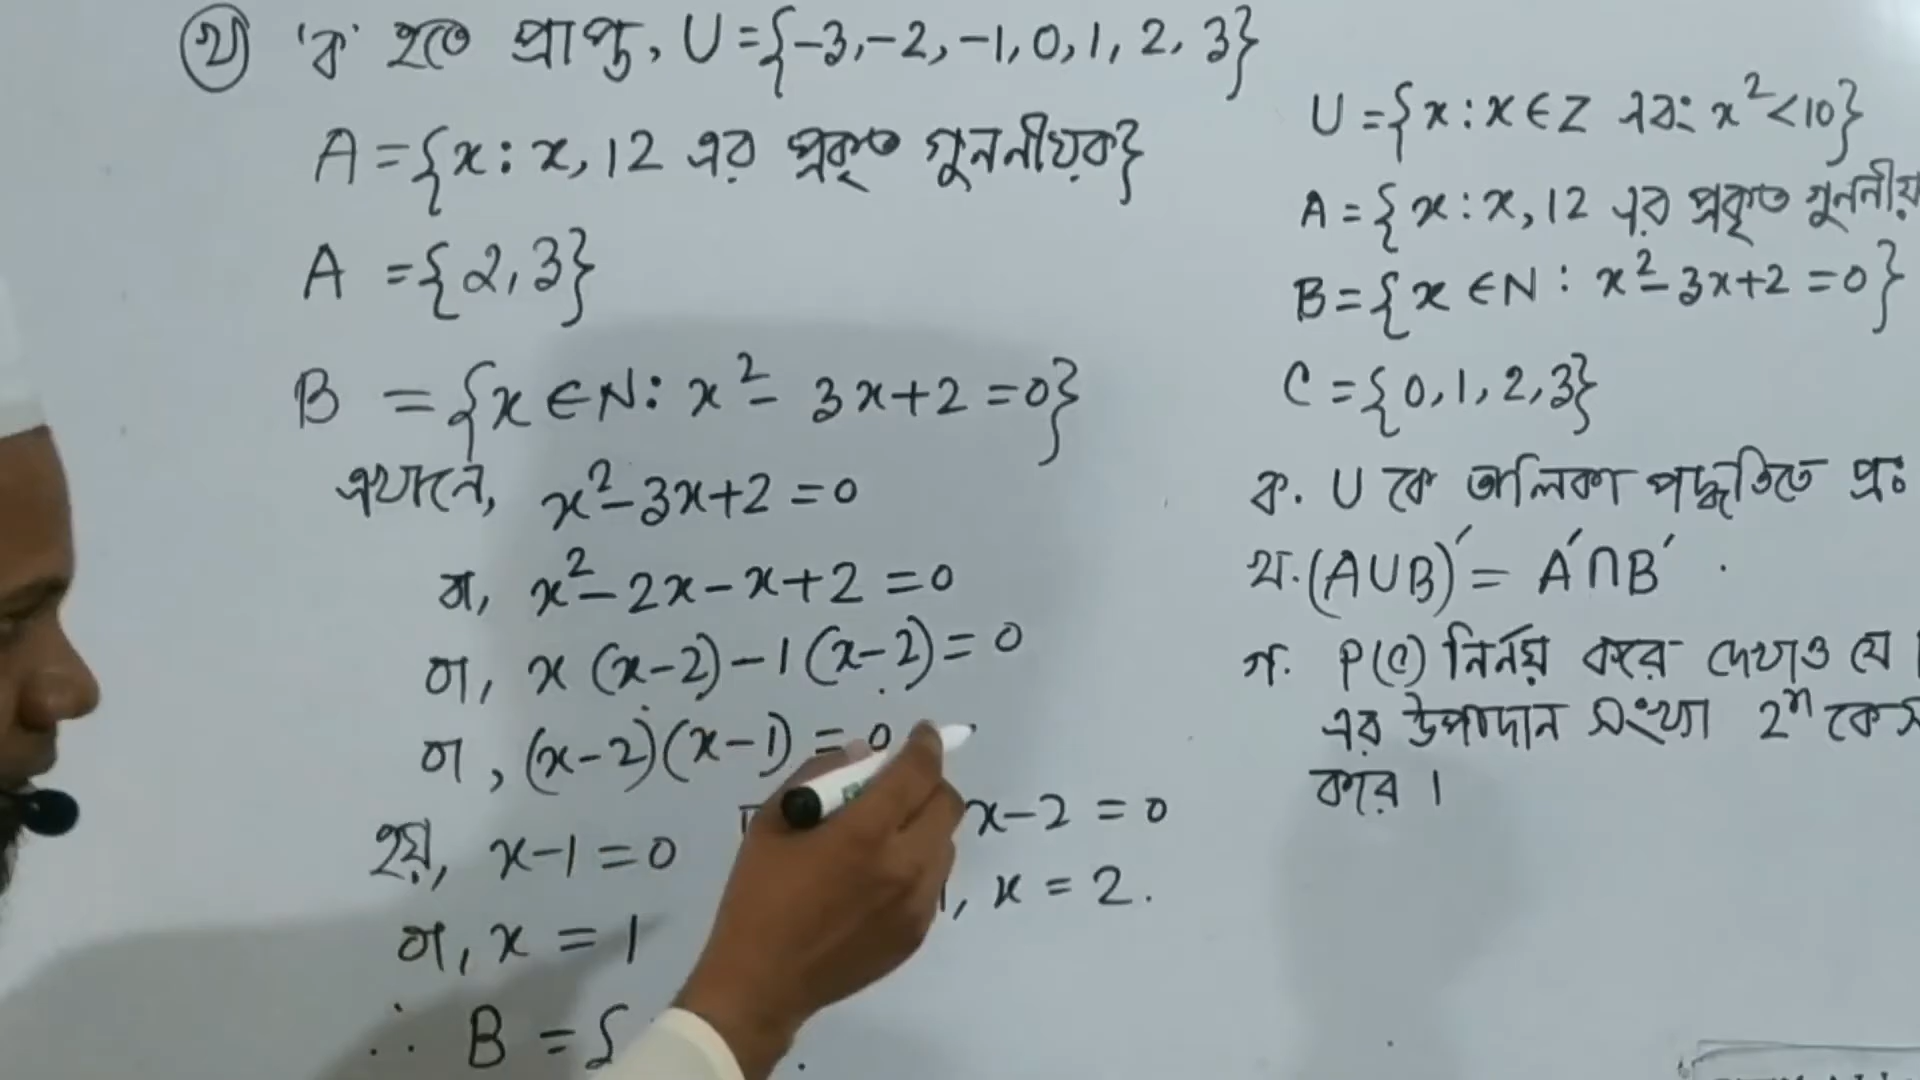 খ 'ক' হতে প্রাপ্ত, U={-3,-2,-1,0,1,2,3}
A={x:x,12 এর প্রকৃত গুননীয়ক}
A={2,3}
B={x∈N: x²-3x+2=0}
এখানে, x²-3x+2=0
বা, x²-2x-x+2=0
বা, x(x-2)-1(x-2)=0
বা, (x-2)(x-1)=0
হয়, x-1=0 x-2=0
বা, x=1 , x=2.
∴ B={
U={x:x∈Z এবং x²<10}
A={x:x,12 এর প্রকৃত গুননীয়
B={x∈N: x²-3x+2=0}
C={0,1,2,3}
ক. U কে তালিকা পদ্ধতিতে প্রঃ
খ. (A∪B)′=A′∩B′
গ. P(C) নির্নয় করে দেখাও যে
এর উপাদান সংখ্যা 2ⁿ কে
করে।